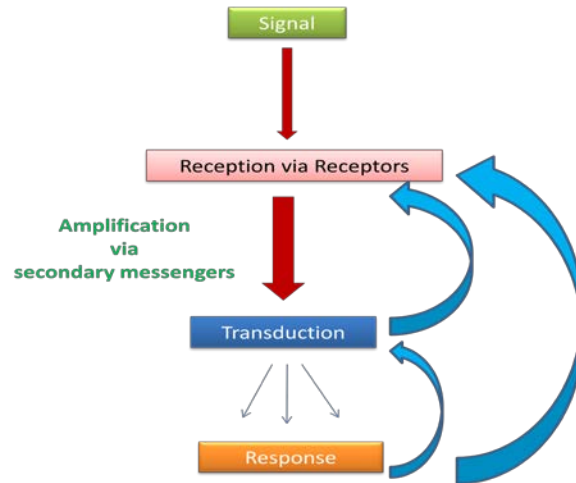 Signal
Reception via Receptors
Amplification
via
secondary messengers
Transduction
Response